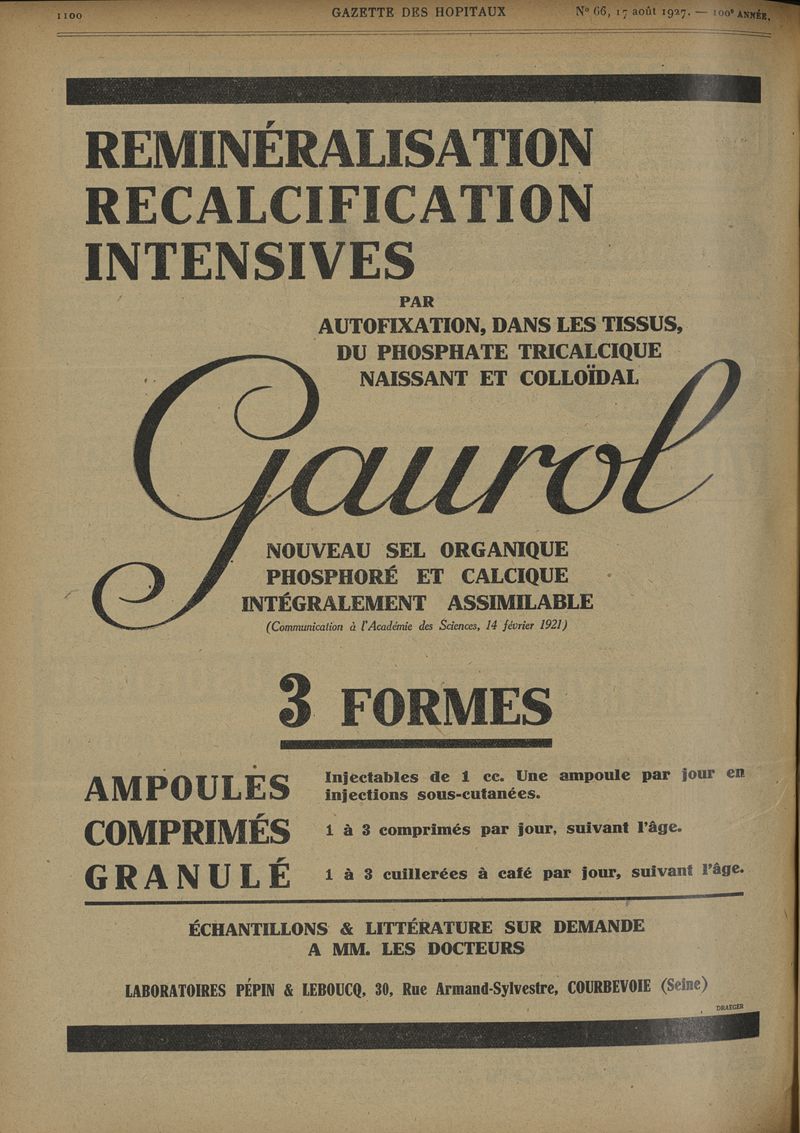 1100
GAZETTE DES HOPITAUX
Nº 66, 17 août 1927. — 100ᵉ ANNÉE.
REMINÉRALISATION
RECALCIFICATION
INTENSIVES
PAR
AUTOFIXATION, DANS LES TISSUS,
DU PHOSPHATE TRICALCIQUE
NAISSANT ET COLLOÏDAL
Gaurol
NOUVEAU SEL ORGANIQUE
PHOSPHORÉ ET CALCIQUE
INTÉGRALEMENT ASSIMILABLE
(Communication à l'Académie des Sciences, 14 février 1921)
3 FORMES
AMPOULES Injectables de 1 cc. Une ampoule par jour en
injections sous-cutanées.
COMPRIMÉS 1 à 3 comprimés par jour, suivant l'âge.
GRANULÉ 1 à 3 cuillerées à café par jour, suivant l'âge.
ÉCHANTILLONS & LITTÉRATURE SUR DEMANDE
A MM. LES DOCTEURS
LABORATOIRES PÉPIN & LEBOUCQ, 30, Rue Armand-Sylvestre, COURBEVOIE (Seine)
DRAEGER